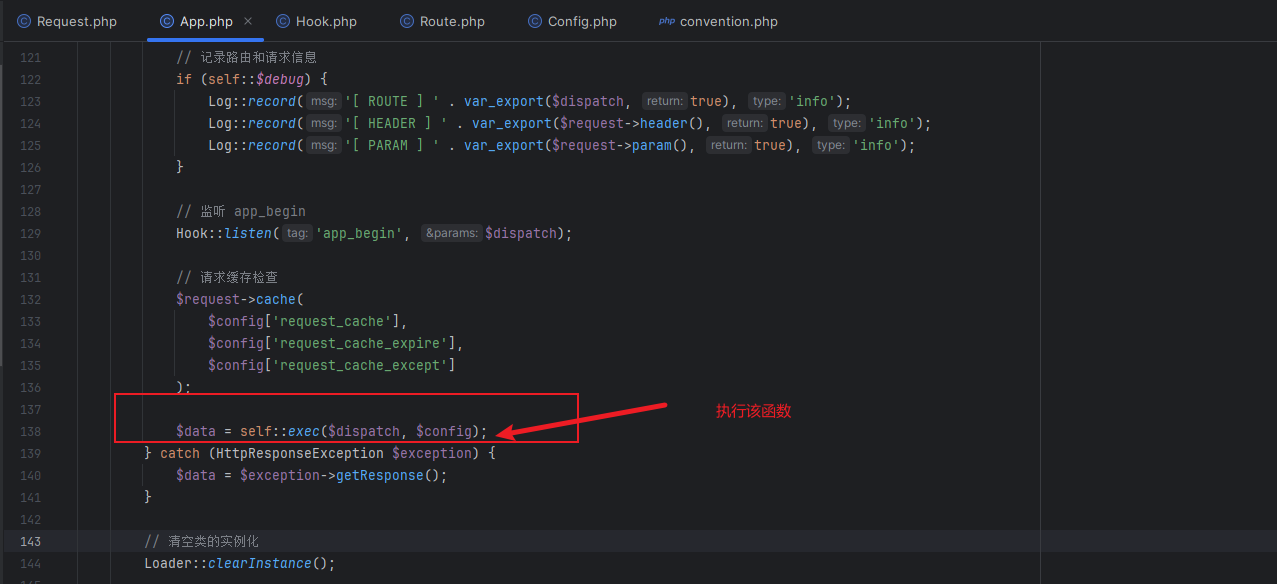 Request.php App.php Hook.php Route.php Config.php php convention.php
121 // 记录路由和请求信息
122 if (self::$debug) {
123 Log::record( msg: '[ ROUTE ] ' . var_export($dispatch, return: true), type: 'info');
124 Log::record( msg: '[ HEADER ] ' . var_export($request->header(), return: true), type: 'info');
125 Log::record( msg: '[ PARAM ] ' . var_export($request->param(), return: true), type: 'info');
126 }
127
128 // 监听 app_begin
129 Hook::listen( tag: 'app_begin', &params: $dispatch);
130
131 // 请求缓存检查
132 $request->cache(
133 $config['request_cache'],
134 $config['request_cache_expire'],
135 $config['request_cache_except']
136 );
137 执行该函数
138 $data = self::exec($dispatch, $config);
139 } catch (HttpResponseException $exception) {
140 $data = $exception->getResponse();
141 }
142
143 // 清空类的实例化
144 Loader::clearInstance();